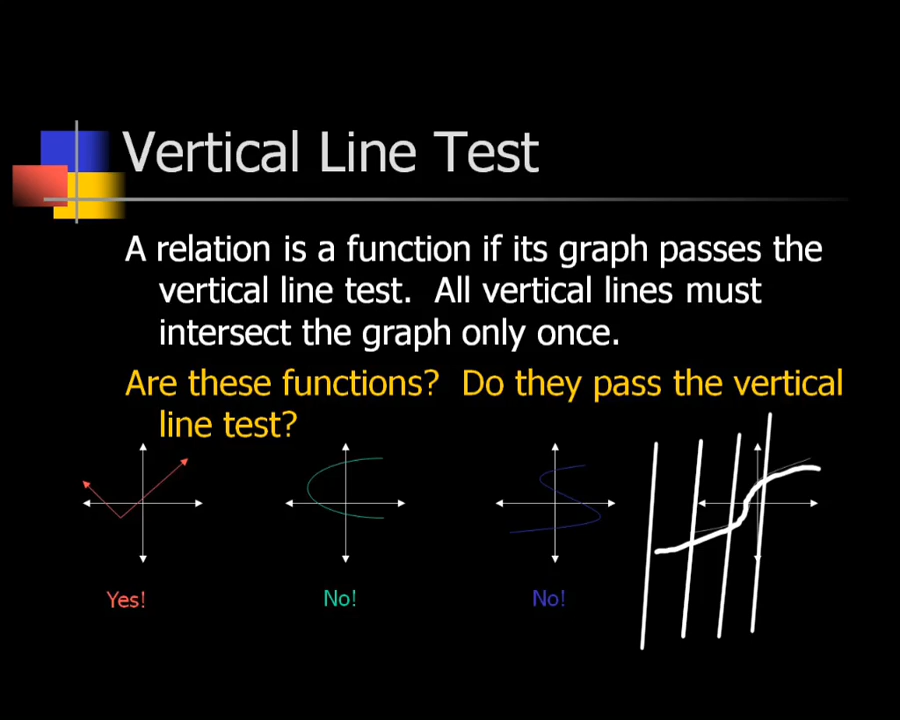 Vertical Line Test
A relation is a function if its graph passes the
vertical line test.  All vertical lines must
intersect the graph only once.
Are these functions?  Do they pass the vertical
line test?
Yes!
No!
No!